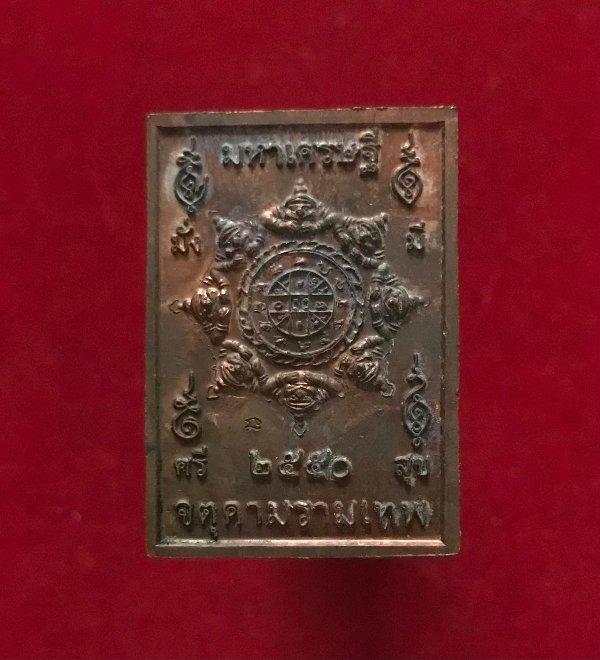 มหาเศรษฐี
มั่ง มี
ศรี ๒๕๕๐ สุข
จตุคามรามเทพ